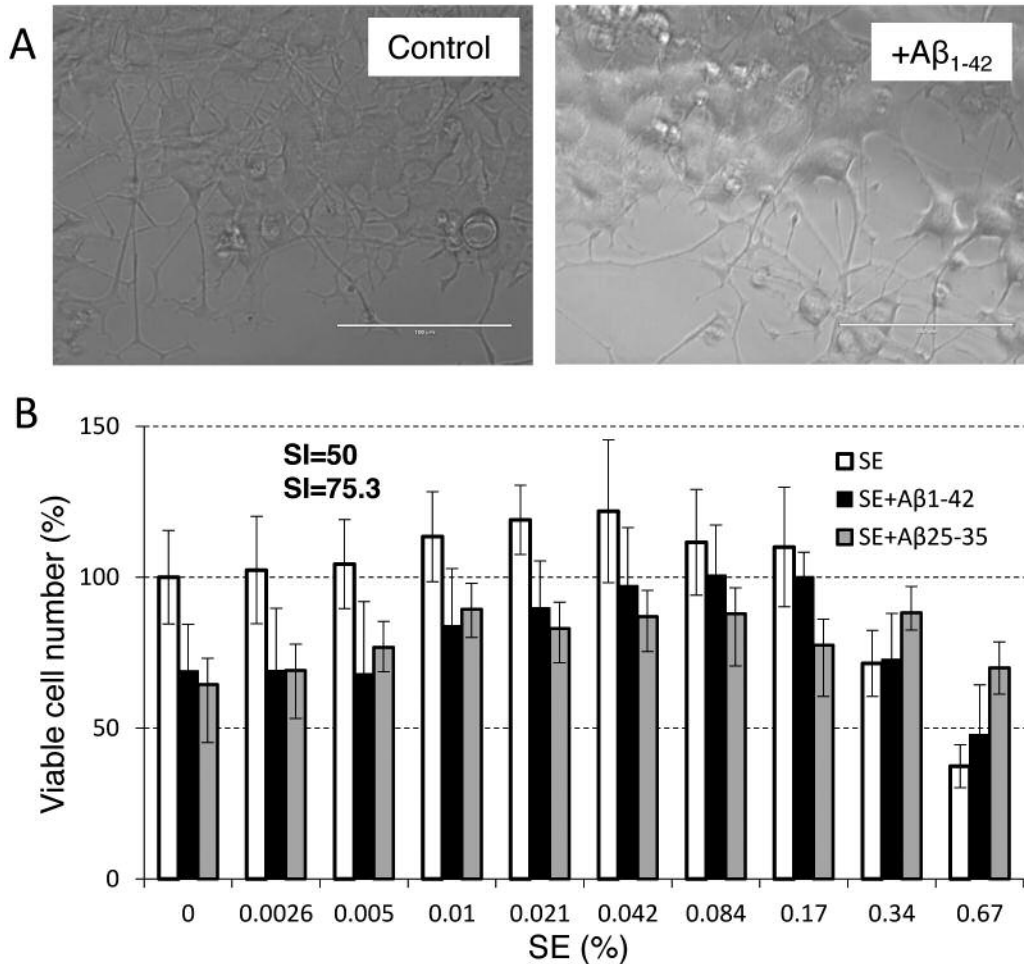 A
Control
+Aβ₁₋₄₂
B
SI=50
SI=75.3
SE
SE+Aβ1-42
SE+Aβ25-35
Viable cell number (%)
150
100
50
0
0 0.0026 0.005 0.01 0.021 0.042 0.084 0.17 0.34 0.67
SE (%)